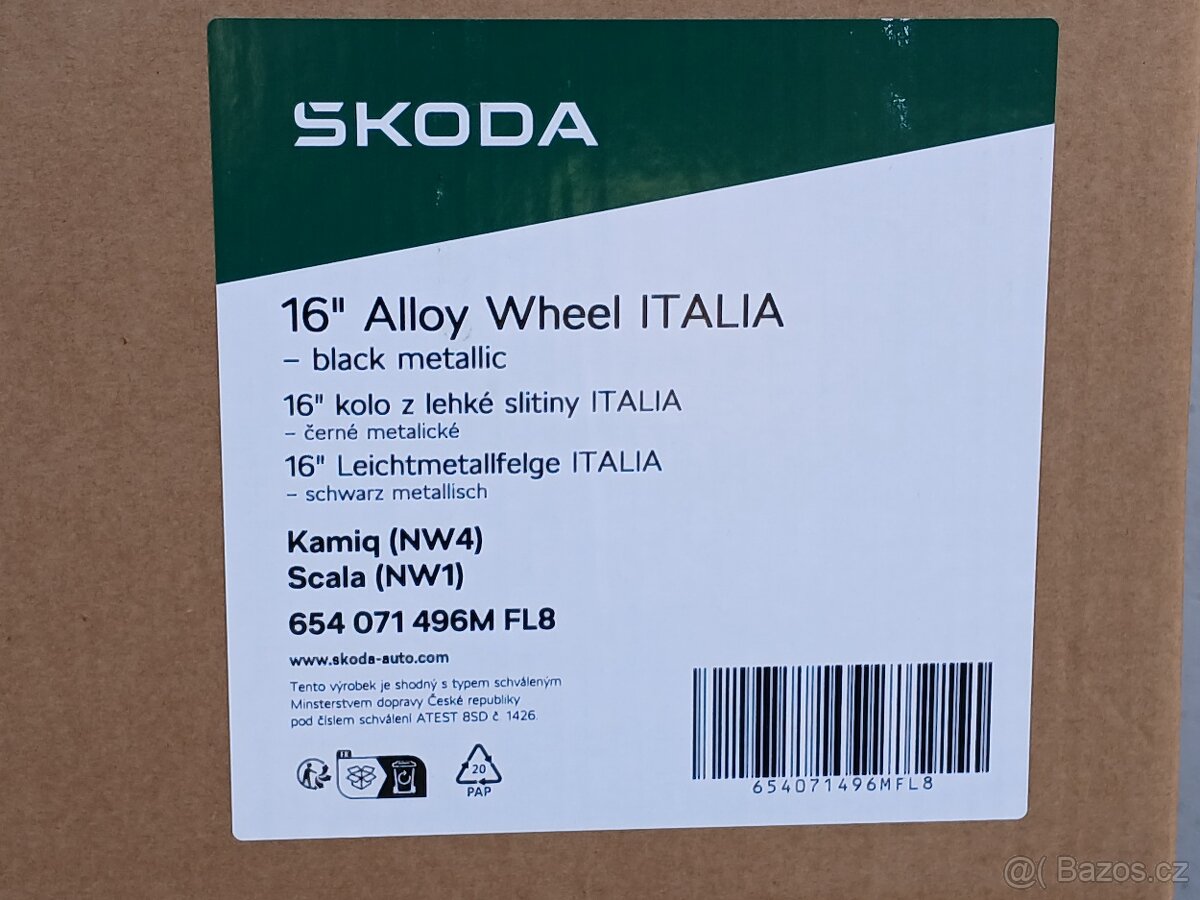 ŠKODA
16" Alloy Wheel ITALIA
– black metallic
16" kolo z lehké slitiny ITALIA
– černé metalické
16" Leichtmetallfelge ITALIA
– schwarz metallisch
Kamiq (NW4)
Scala (NW1)
654 071 496M FL8
www.skoda-auto.com
Tento výrobek je shodný s typem schváleným
Minsterstvem dopravy České republiky
pod číslem schválení ATEST 8SD č. 1426.
FR
20
PAP
654071496MFL8
@( Bazos.cz